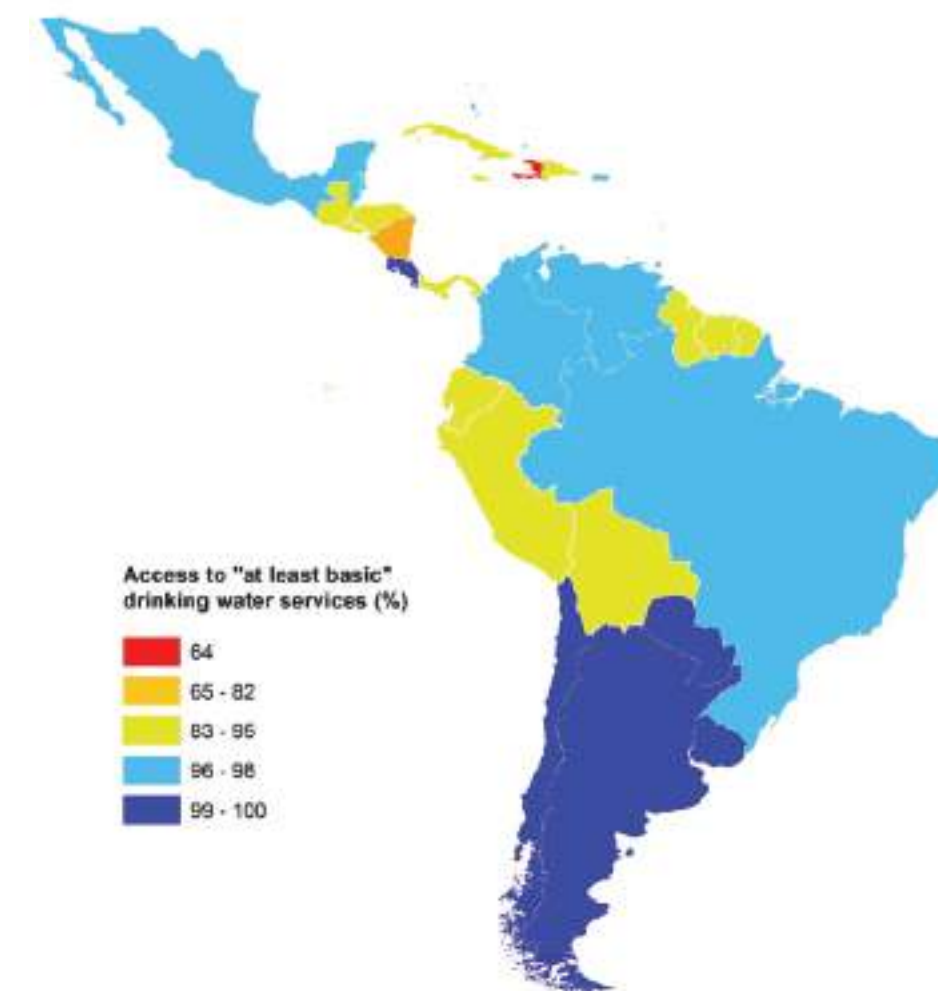 Access to "at least basic"
drinking water services (%)
64
65 - 82
83 - 95
96 - 98
99 - 100